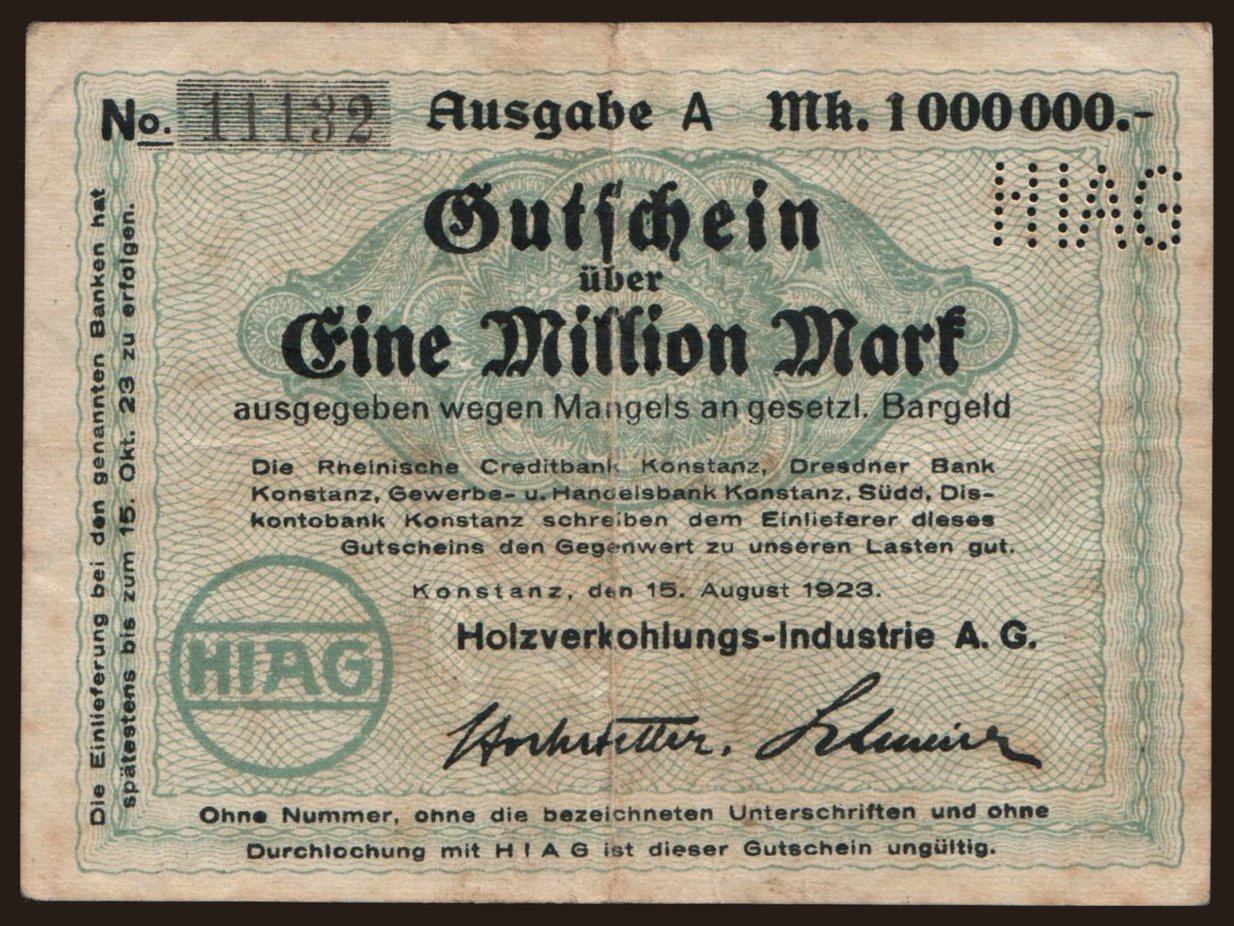 No. 11132 Ausgabe A Mk. 1000000.-
HIAG
Gutschein
über
Eine Million Mark
ausgegeben wegen Mangels an gesetzl. Bargeld
Die Rheinische Creditbank Konstanz, Dresdner Bank
Konstanz, Gewerbe- u. Handelsbank Konstanz, Südd. Dis-
kontobank Konstanz schreiben dem Einlieferer dieses
Gutscheins den Gegenwert zu unseren Lasten gut.
Konstanz, den 15. August 1923.
Holzverkohlungs-Industrie A. G.
HIAG
Hochstetter.
Ohne Nummer, ohne die bezeichneten Unterschriften und ohne
Durchlochung mit HIAG ist dieser Gutschein ungültig.
Die Einlieferung bei den genannten Banken hat
spätestens bis zum 15. Okt. 23 zu erfolgen.